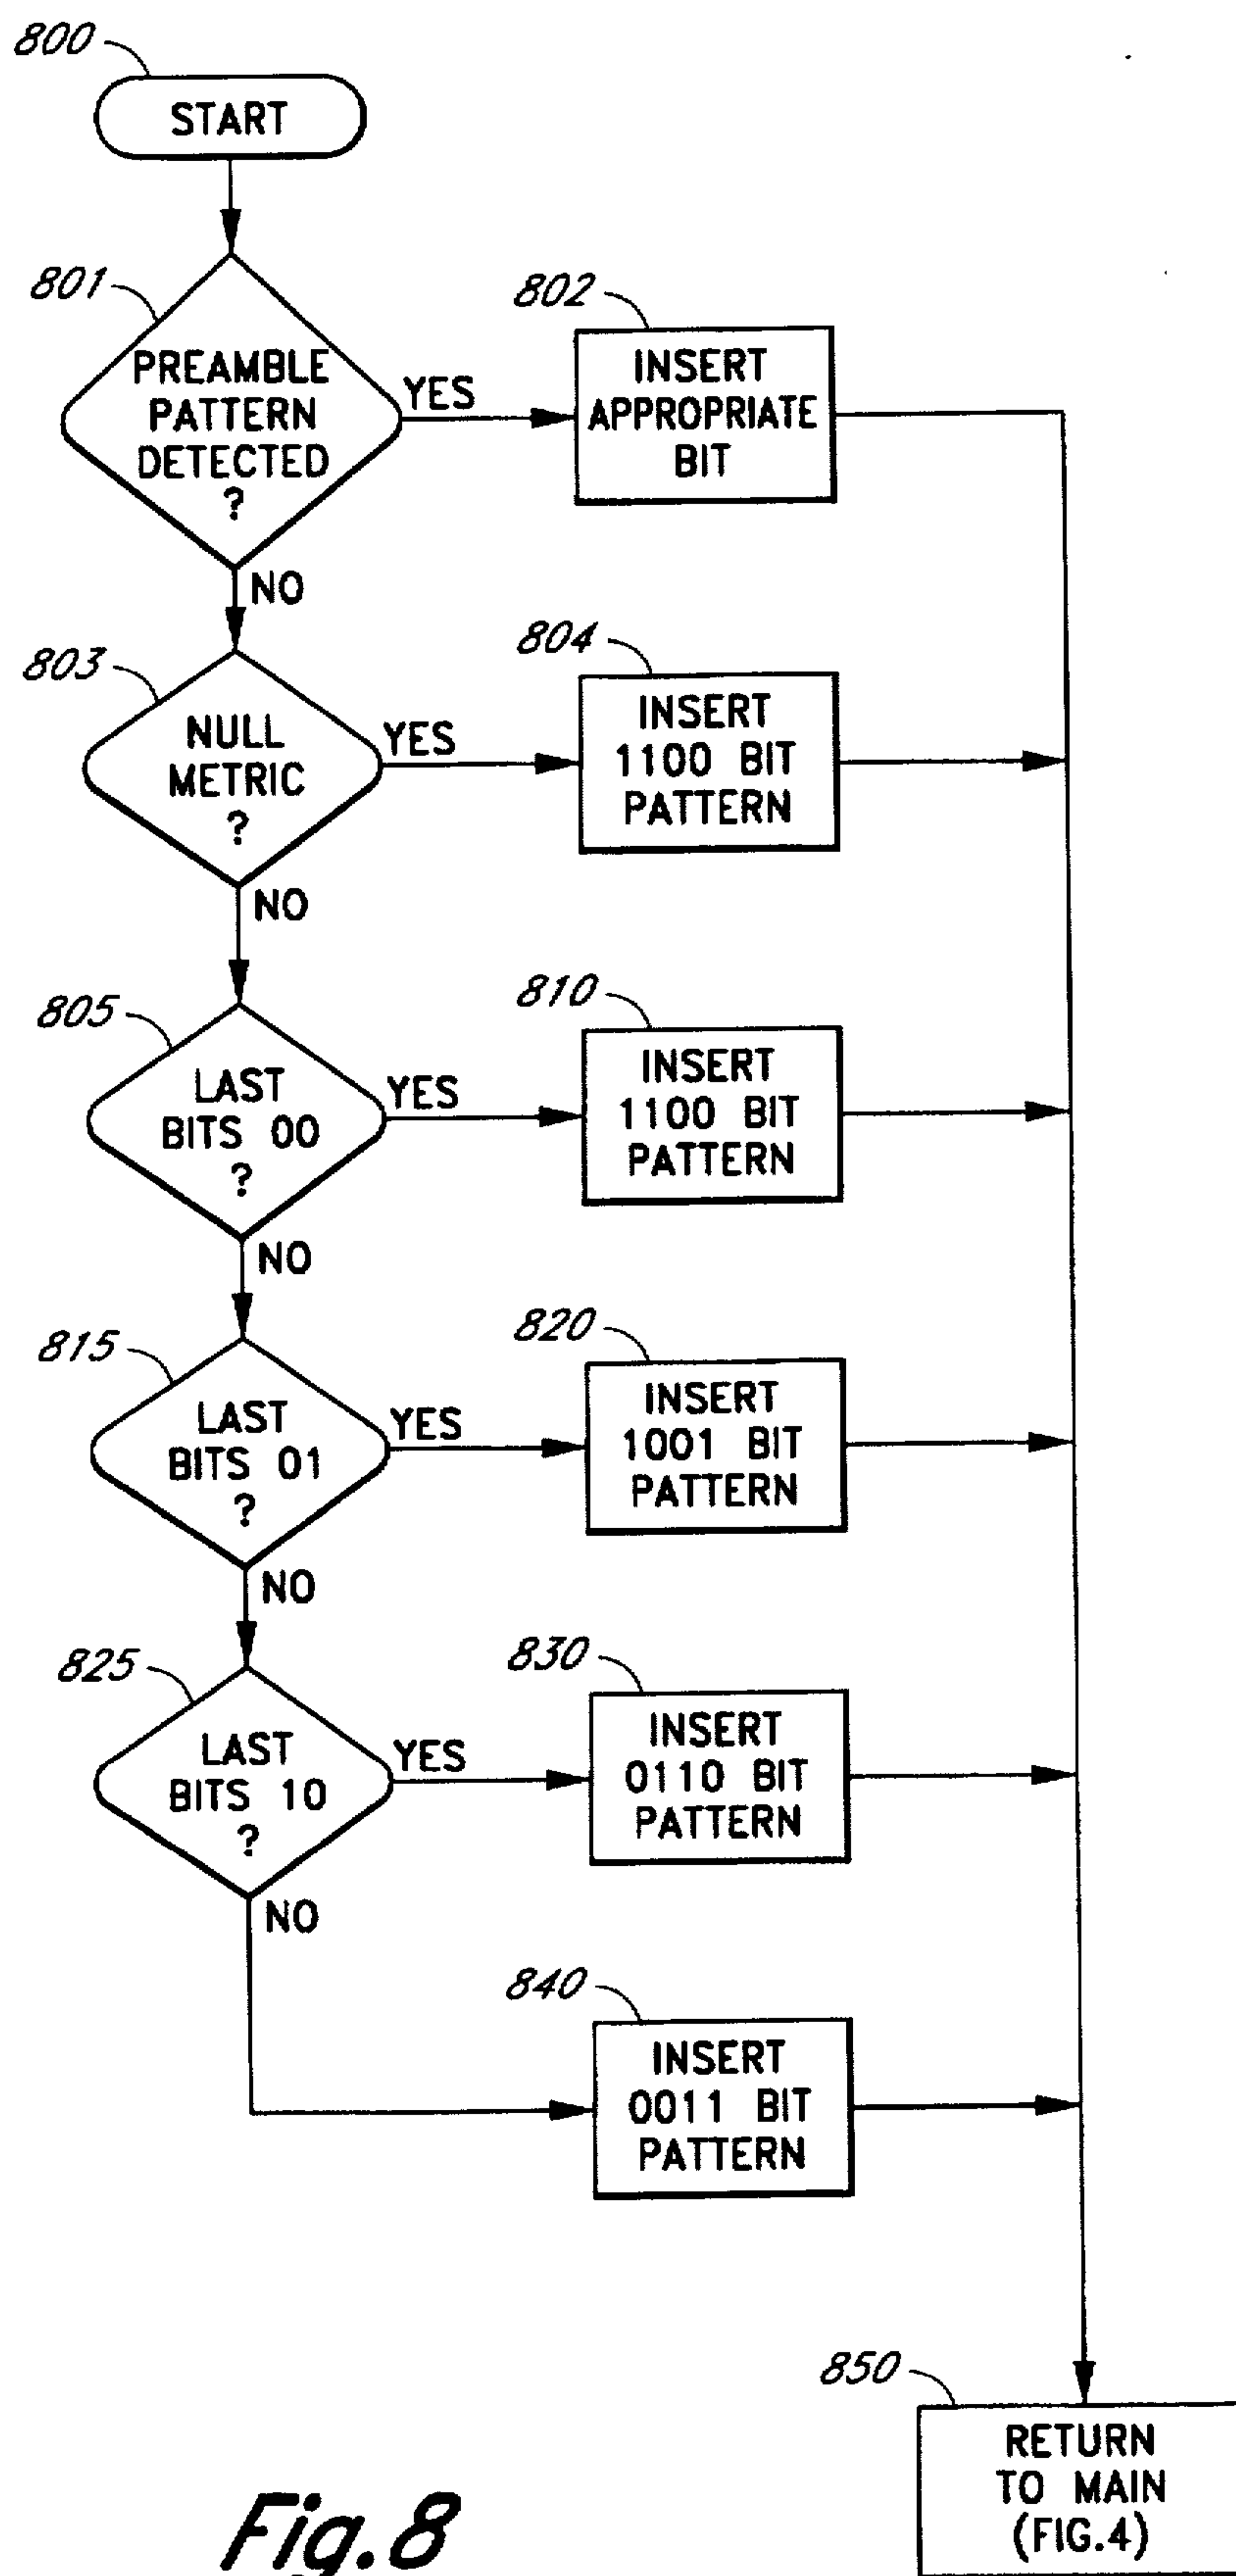 800
START
801
PREAMBLE
PATTERN
DETECTED
?
YES
802
INSERT
APPROPRIATE
BIT
NO
803
NULL
METRIC
?
YES
804
INSERT
1100 BIT
PATTERN
NO
805
LAST
BITS 00
?
YES
810
INSERT
1100 BIT
PATTERN
NO
815
LAST
BITS 01
?
YES
820
INSERT
1001 BIT
PATTERN
NO
825
LAST
BITS 10
?
YES
830
INSERT
0110 BIT
PATTERN
NO
840
INSERT
0011 BIT
PATTERN
850
RETURN
TO MAIN
(FIG.4)
Fig.8